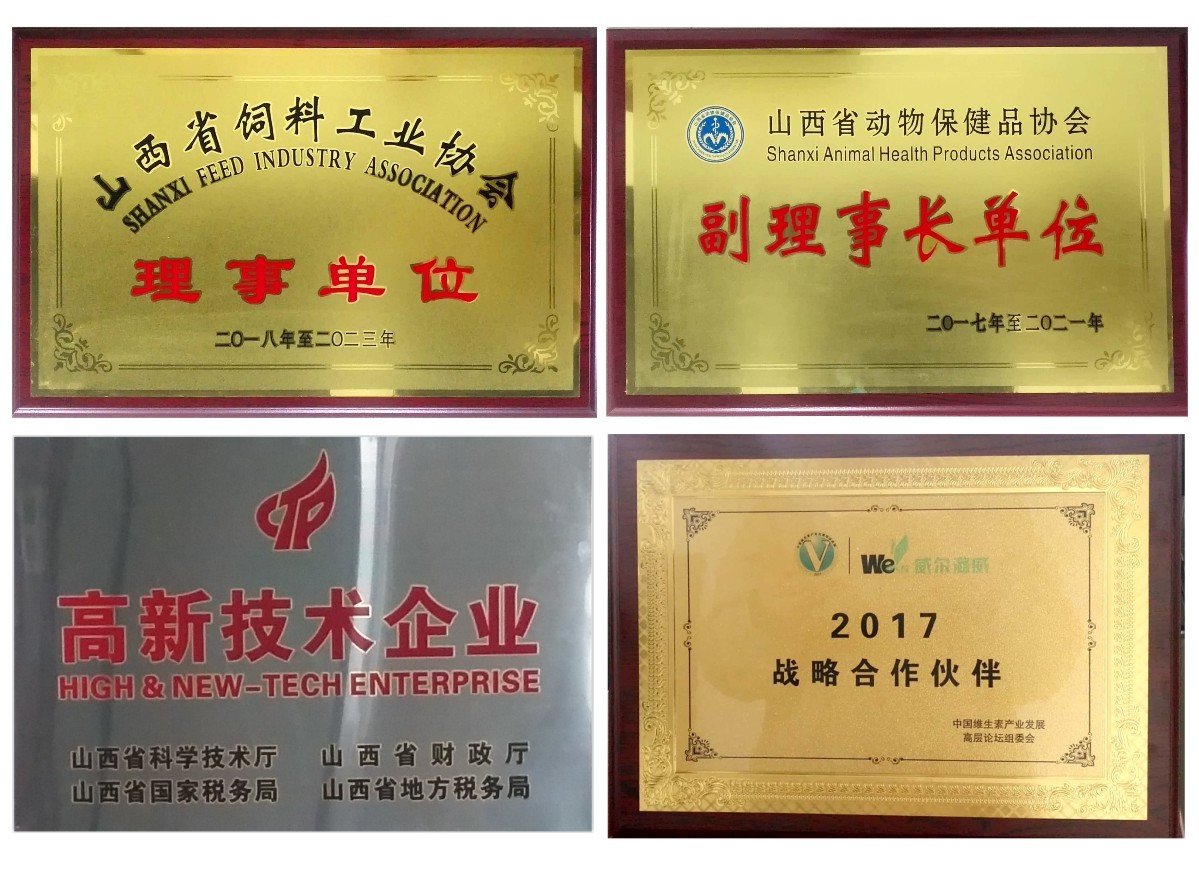 山西省饲料工业协会
SHANXI FEED INDUSTRY ASSOCIATION
理事单位
二〇一八年至二〇二三年
山西省动物保健品协会
Shanxi Animal Health Products Association
副理事长单位
二〇一七年至二〇二一年
高新技术企业
HIGH & NEW-TECH ENTERPRISE
山西省科学技术厅 山西省财政厅
山西省国家税务局 山西省地方税务局
V We 威尔潞威
2017
战略合作伙伴
中国维生素产业发展
高层论坛组委会